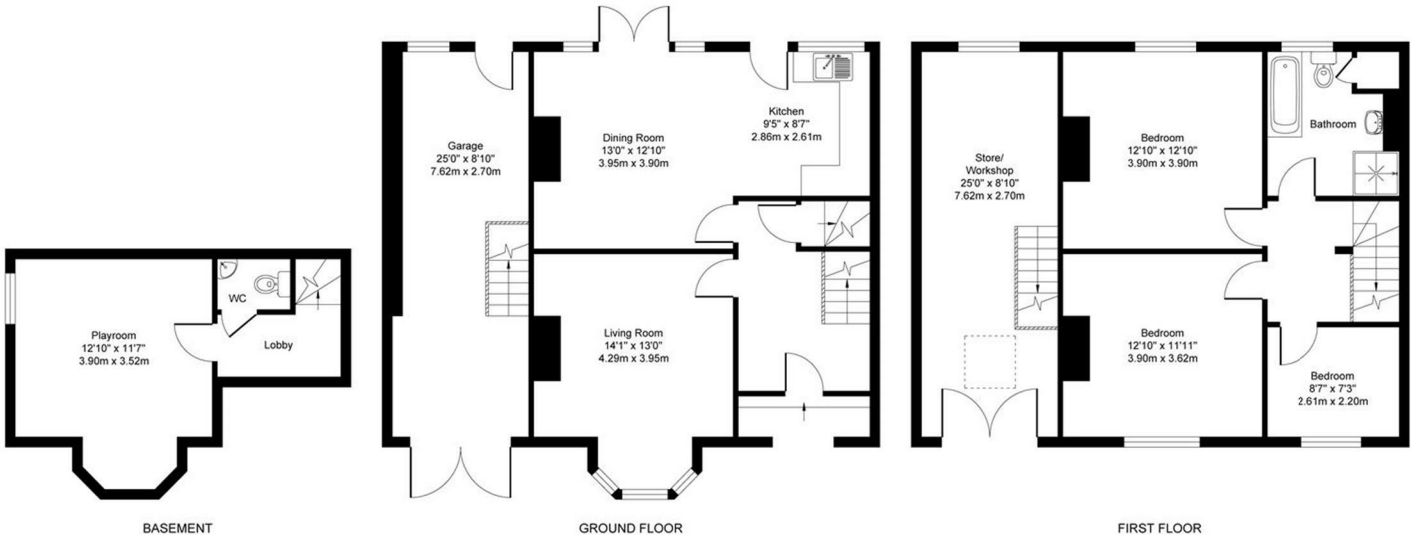 Playroom
12'10" x 11'7"
3.90m x 3.52m
WC
Lobby
BASEMENT
Garage
25'0" x 8'10"
7.62m x 2.70m
Dining Room
13'0" x 12'10"
3.95m x 3.90m
Kitchen
9'5" x 8'7"
2.86m x 2.61m
Living Room
14'1" x 13'0"
4.29m x 3.95m
GROUND FLOOR
Store/
Workshop
25'0" x 8'10"
7.62m x 2.70m
Bedroom
12'10" x 12'10"
3.90m x 3.90m
Bathroom
Bedroom
12'10" x 11'11"
3.90m x 3.62m
Bedroom
8'7" x 7'3"
2.61m x 2.20m
FIRST FLOOR